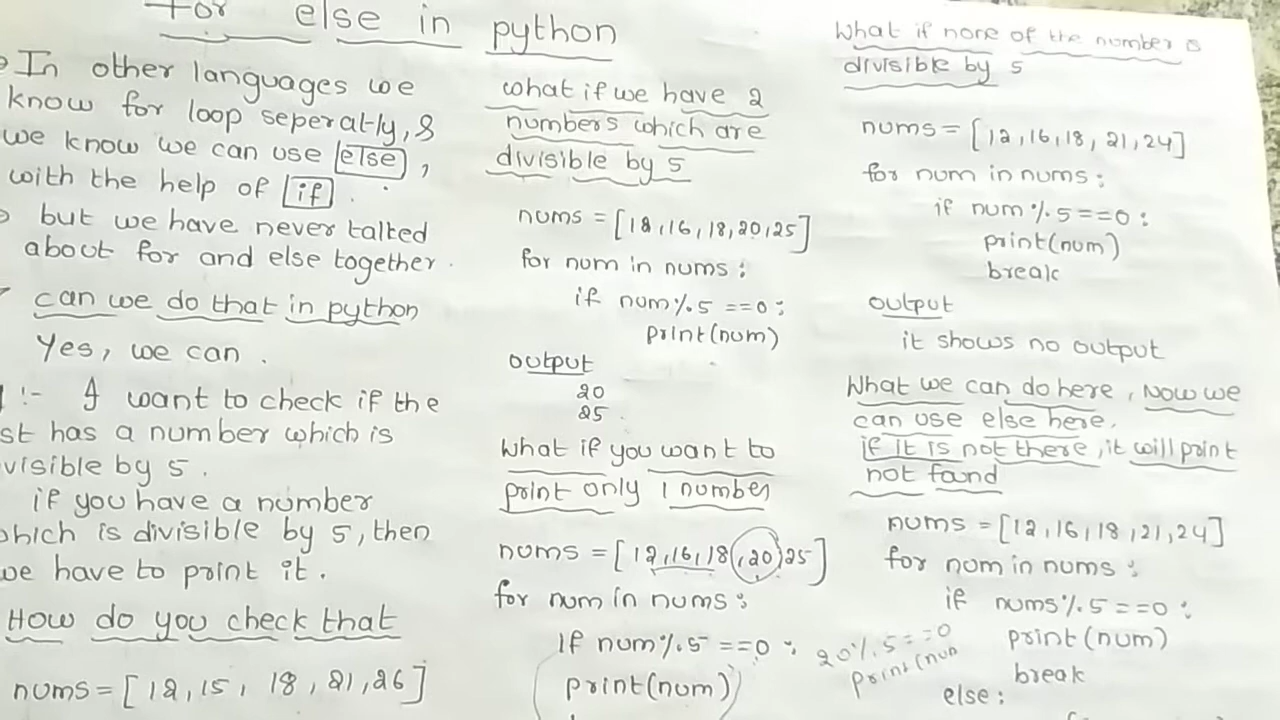 For else in python
In other languages we
know for loop seperatly, &
we know we can use else,
with the help of if.
but we have never talted
about for and else together.
can we do that in python
Yes, we can.
:- I want to check if the
st has a number which is
visible by 5.
if you have a number
which is divisible by 5, then
we have to print it.
How do you check that
nums = [12, 15, 18, 21, 26]
what if we have 2
numbers which are
divisible by 5
nums = [12,16,18,20,25]
for num in nums:
if num%5 ==0:
print(num)
output
20
25
What if you want to
print only 1 number
nums = [12,16,18,20,25]
for num in nums:
If num%5 ==0:
print(num)
20%5==0
print(num
What if none of the number is
divisible by 5
nums = [12,16,18,21,24]
for num in nums:
if num%5==0:
print(num)
break
output
it shows no output
What we can do here, Now we
can use else here.
if it is not there, it will print
not found
nums = [12,16,18,21,24]
for num in nums:
if nums%5==0:
print(num)
break
else: